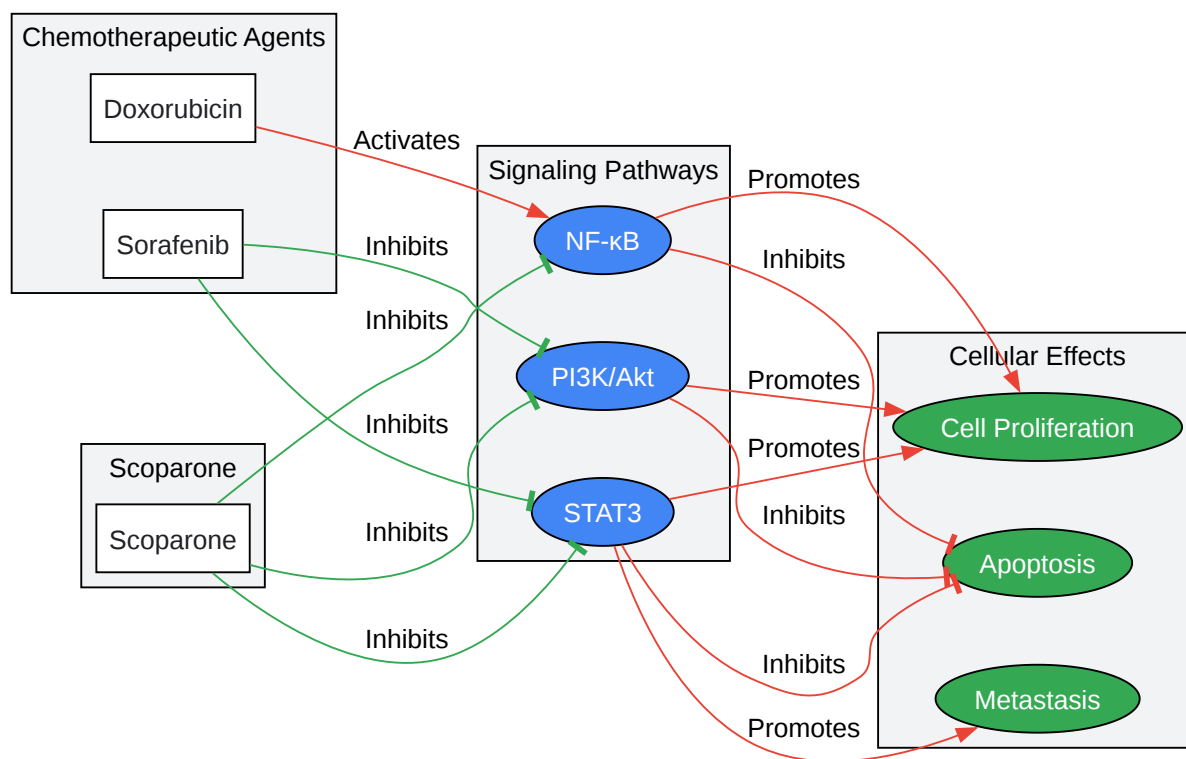 Chemotherapeutic Agents
Doxorubicin
Sorafenib
Scoparone
Scoparone
Activates
Inhibits
Inhibits
Inhibits
Inhibits
Inhibits
Signaling Pathways
NF-κB
PI3K/Akt
STAT3
Promotes
Inhibits
Promotes
Promotes
Inhibits
Inhibits
Promotes
Cellular Effects
Cell Proliferation
Apoptosis
Metastasis